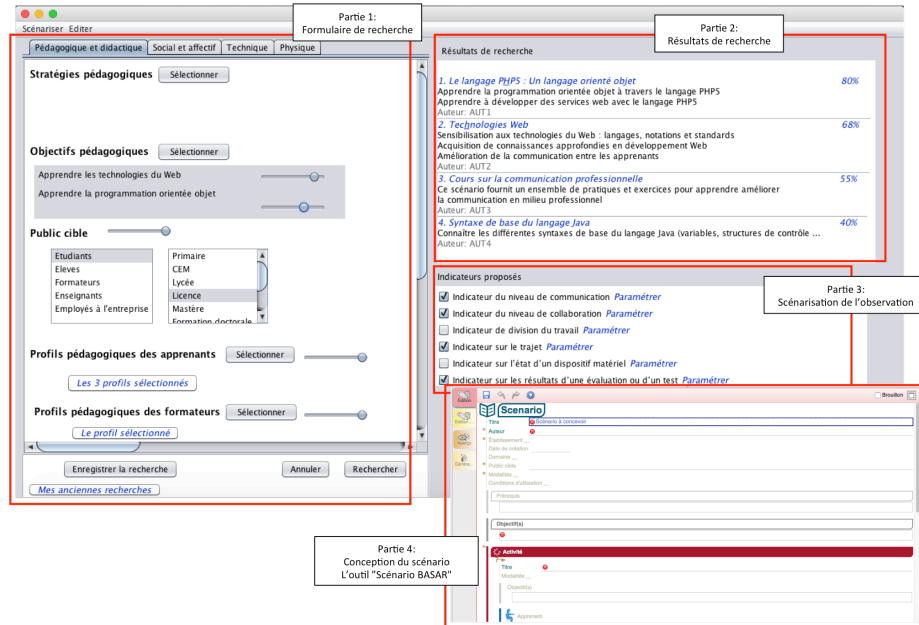 Partie 1:
Formulaire de recherche
Scénariser Editer
Pédagogique et didactique
Social et affectif
Technique
Physique
Stratégies pédagogiques
Sélectionner
Objectifs pédagogiques
Sélectionner
Apprendre les technologies du Web
Apprendre la programmation orientée objet
Public cible
Etudiants
Eleves
Formateurs
Enseignants
Employés à l'entreprise
Primaire
CEM
Lycée
Licence
Mastère
Formation doctorale
Profils pédagogiques des apprenants
Sélectionner
Les 3 profils sélectionnés
Profils pédagogiques des formateurs
Sélectionner
Le profil sélectionné
Enregistrer la recherche
Annuler
Rechercher
Mes anciennes recherches
Partie 2:
Résultats de recherche
Résultats de recherche
1. Le langage PHP5 : Un langage orienté objet 80%
Apprendre la programmation orientée objet à travers le langage PHP5
Apprendre à développer des services web avec le langage PHP5
Auteur: AUT1
2. Technologies Web 68%
Sensibilisation aux technologies du Web : langages, notations et standards
Acquisition de connaissances approfondies en développement Web
Amélioration de la communication entre les apprenants
Auteur: AUT2
3. Cours sur la communication professionnelle 55%
Ce scénario fournit un ensemble de pratiques et exercices pour apprendre améliorer
la communication en milieu professionnel
Auteur: AUT3
4. Syntaxe de base du langage Java 40%
Connaître les différentes syntaxes de base du langage Java (variables, structures de contrôle ...
Auteur: AUT4
Indicateurs proposés
Partie 3:
Scénarisation de l'observation
Indicateur du niveau de communication Paramétrer
Indicateur du niveau de collaboration Paramétrer
Indicateur de division du travail Paramétrer
Indicateur sur le trajet Paramétrer
Indicateur sur l'état d'un dispositif matériel Paramétrer
Indicateur sur les résultats d'une évaluation ou d'un test Paramétrer
Partie 4:
Conception du scénario
L'outil "Scénario BASAR"
Brouillon
Scenario
Titre
Scénario à concevoir
Auteur
Etablissement ...
Date de création
Domaine ...
Public cible
Modalités ...
Conditions d'utilisation ...
Prérequis
Objectif(s)
Activité
Titre
Modalités ...
Objectif(s)
Apprenant